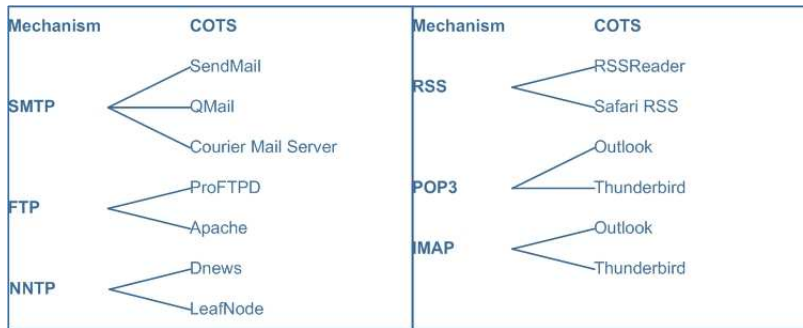 Mechanism COTS
SendMail
SMTP QMail
Courier Mail Server
ProFTPD
FTP
Apache
Dnews
NNTP
LeafNode
Mechanism COTS
RSSReader
RSS
Safari RSS
Outlook
POP3 Thunderbird
Outlook
IMAP
Thunderbird